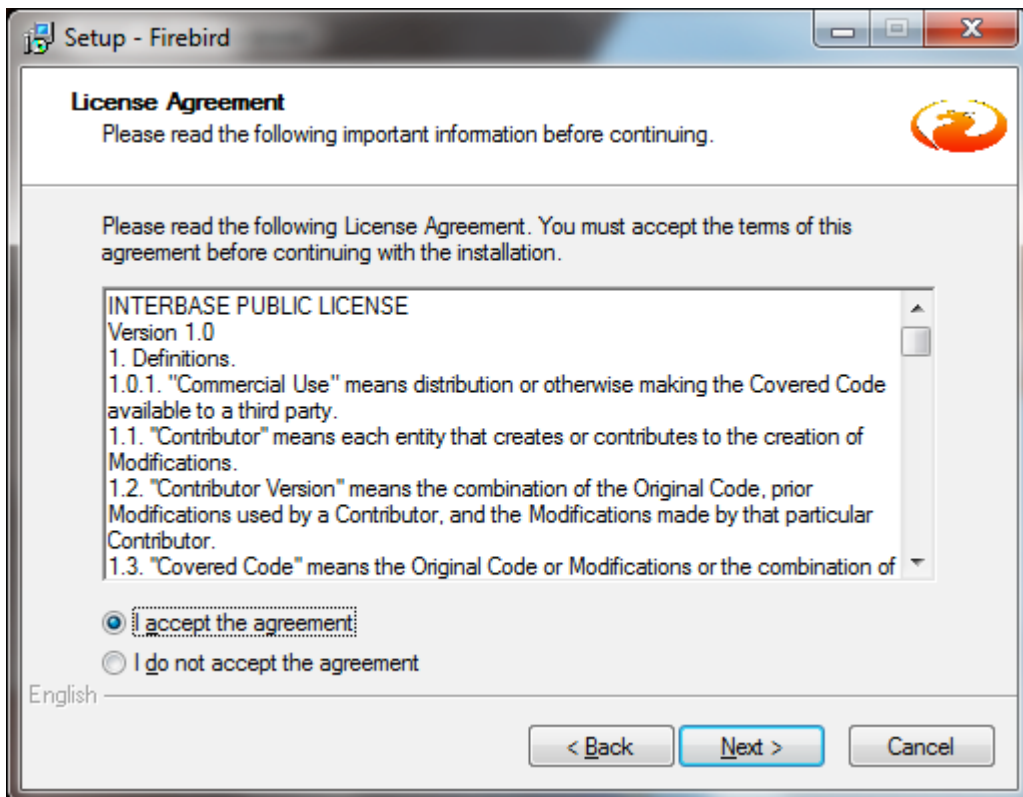 Setup - Firebird
License Agreement
Please read the following important information before continuing.
Please read the following License Agreement. You must accept the terms of this
agreement before continuing with the installation.
INTERBASE PUBLIC LICENSE
Version 1.0
1. Definitions.
1.0.1. "Commercial Use" means distribution or otherwise making the Covered Code
available to a third party.
1.1. "Contributor" means each entity that creates or contributes to the creation of
Modifications.
1.2. "Contributor Version" means the combination of the Original Code, prior
Modifications used by a Contributor, and the Modifications made by that particular
Contributor.
1.3. "Covered Code" means the Original Code or Modifications or the combination of
I accept the agreement
I do not accept the agreement
English
< Back
Next >
Cancel